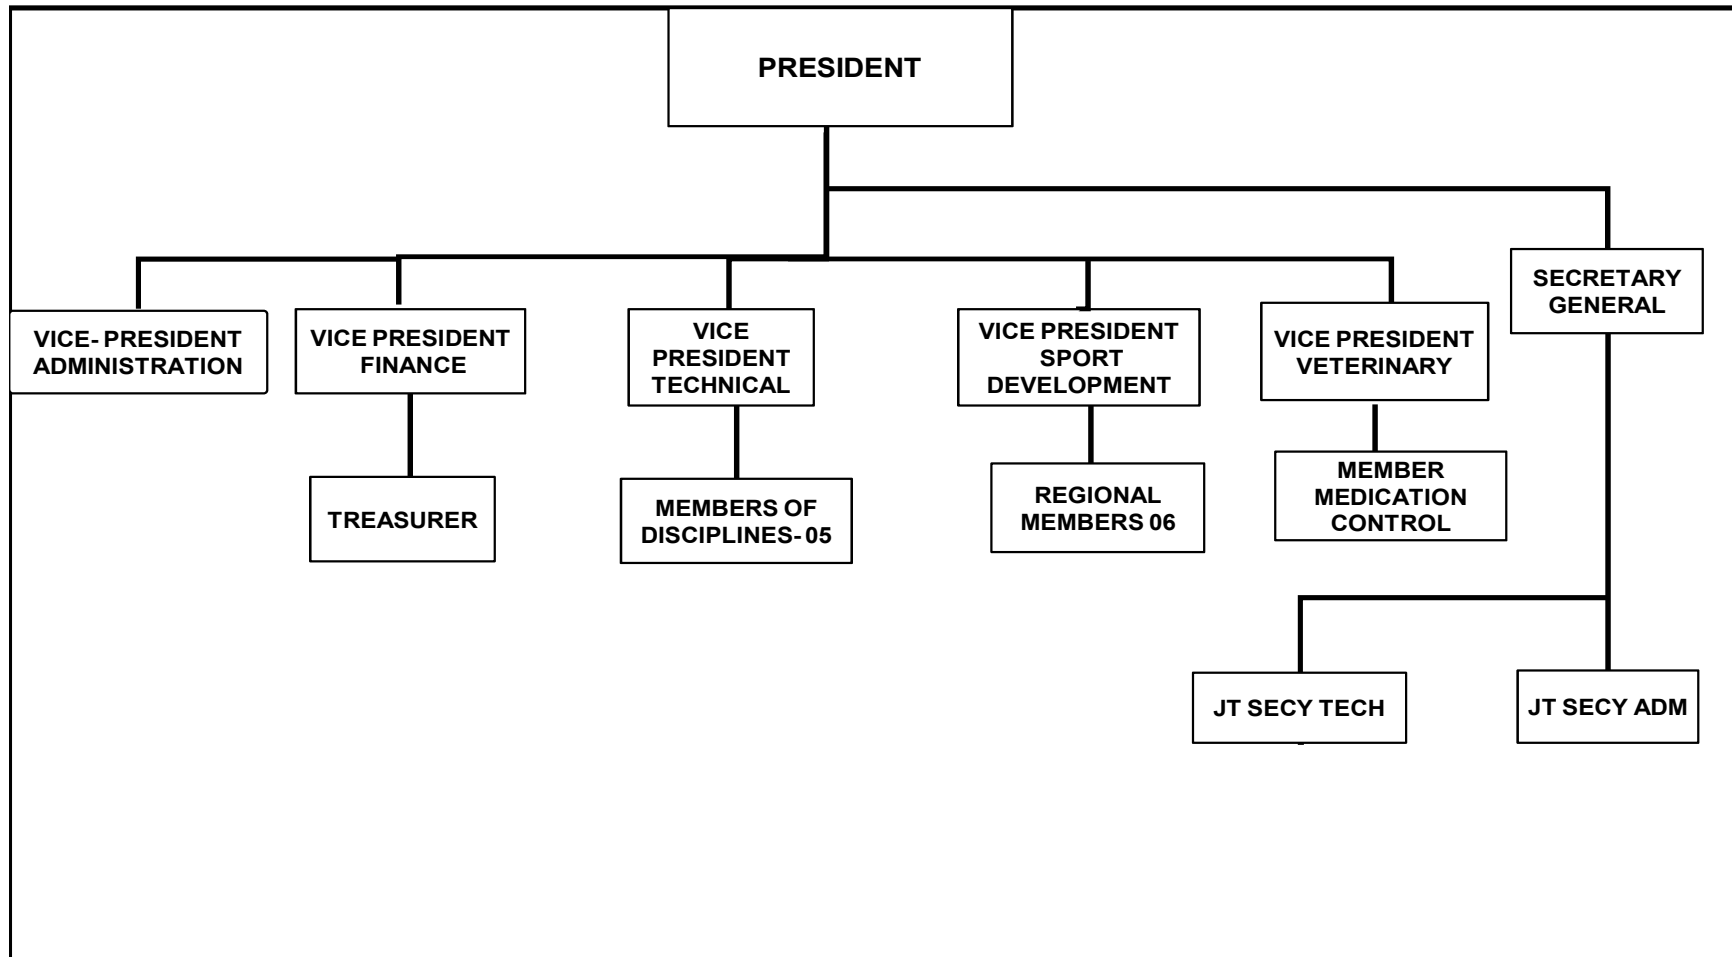 PRESIDENT
SECRETARY
GENERAL
VICE- PRESIDENT
ADMINISTRATION
VICE PRESIDENT
FINANCE
VICE
PRESIDENT
TECHNICAL
VICE PRESIDENT
SPORT
DEVELOPMENT
VICE PRESIDENT
VETERINARY
TREASURER
MEMBERS OF
DISCIPLINES- 05
REGIONAL
MEMBERS 06
MEMBER
MEDICATION
CONTROL
JT SECY TECH
JT SECY ADM